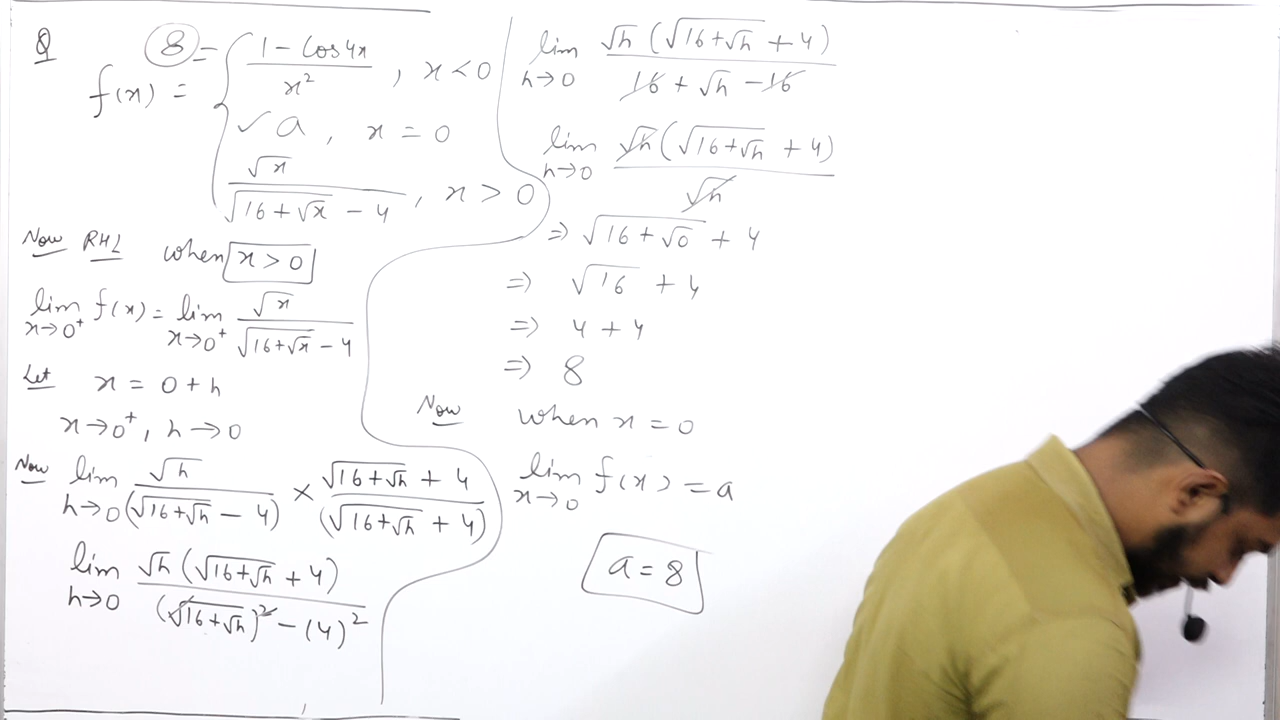 Q
8 =
f(x) = { (1 - Cos4x)/x² , x < 0
✓ a , x = 0
√x/(√(16+√x) - 4) , x > 0
Now RHL when x > 0
lim x→0⁺ f(x) = lim x→0⁺ √x/(√(16+√x) - 4)
Let x = 0 + h
x→0⁺, h→0
Now lim h→0 √h/(√(16+√h) - 4) × (√(16+√h) + 4)/(√(16+√h) + 4)
lim h→0 √h (√(16+√h) + 4)/((√(16+√h))² - (4)²)
lim h→0 √h (√(16+√h) + 4)/(16 + √h - 16)
lim h→0 √h (√(16+√h) + 4)/√h
⇒ √(16 + √0) + 4
⇒ √16 + 4
⇒ 4 + 4
⇒ 8
Now when x = 0
lim x→0 f(x) = a
a = 8